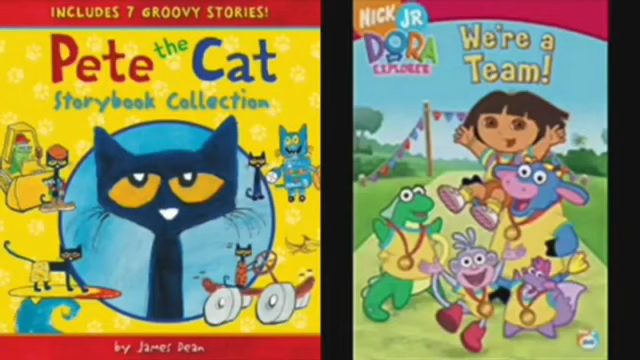 INCLUDES 7 GROOVY STORIES!
Pete the Cat
Storybook Collection
by James Dean
NICK JR
DORA
the EXPLORER
We're a
Team!